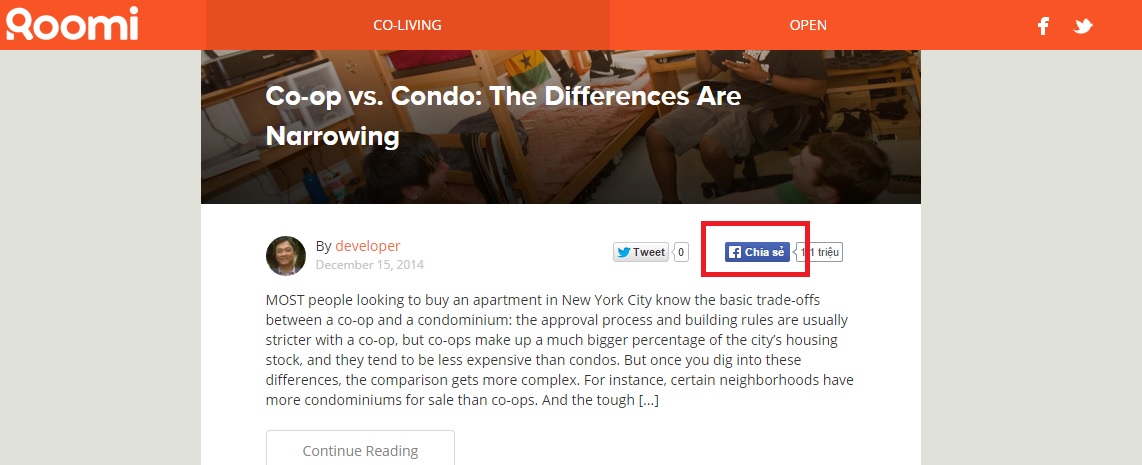 Roomi
CO-LIVING
OPEN
Co-op vs. Condo: The Differences Are
Narrowing
By developer
December 15, 2014
Tweet
0
Chia sẻ
triệu
MOST people looking to buy an apartment in New York City know the basic trade-offs
between a co-op and a condominium: the approval process and building rules are usually
stricter with a co-op, but co-ops make up a much bigger percentage of the city’s housing
stock, and they tend to be less expensive than condos. But once you dig into these
differences, the comparison gets more complex. For instance, certain neighborhoods have
more condominiums for sale than co-ops. And the tough [...]
Continue Reading